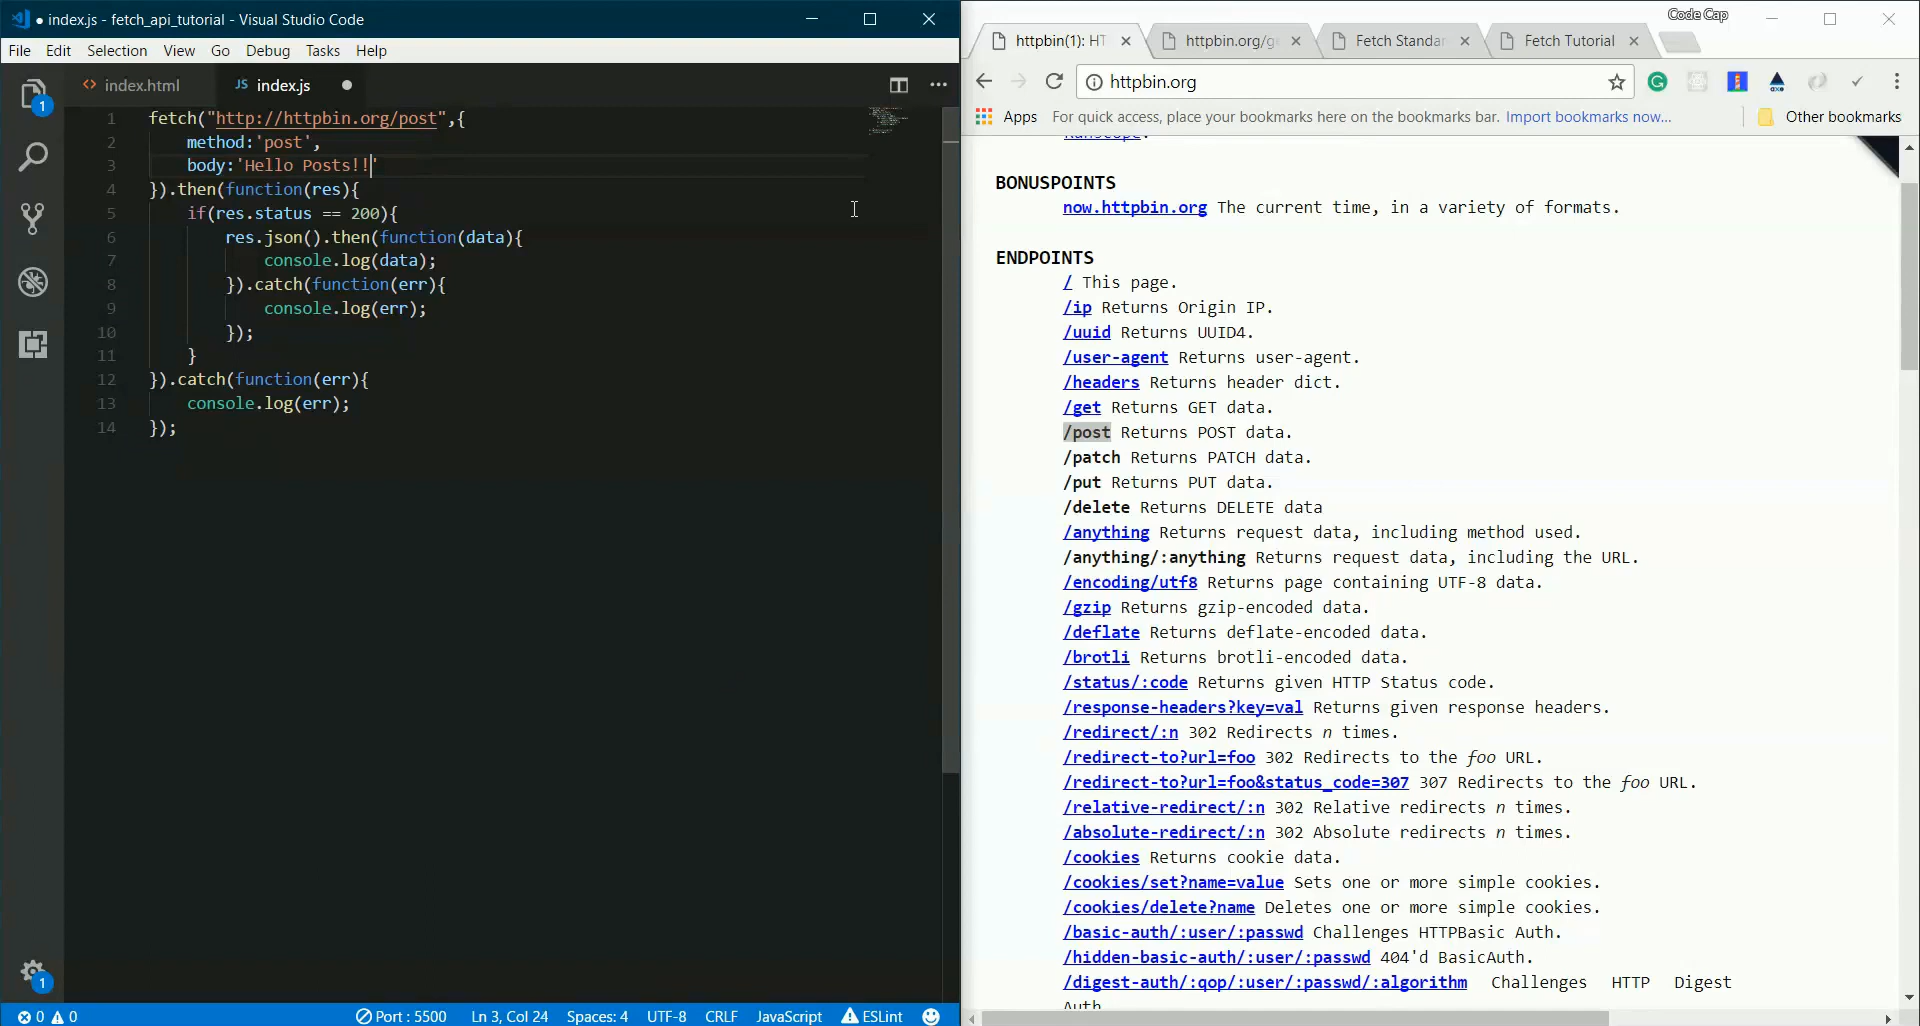 ● index.js - fetch_api_tutorial - Visual Studio Code
File Edit Selection View Go Debug Tasks Help
1
<> index.html
JS index.js ●
1 fetch("http://httpbin.org/post",{
2 method:'post',
3 body:'Hello Posts!!'
4 }).then(function(res){
5 if(res.status == 200){
6 res.json().then(function(data){
7 console.log(data);
8 }).catch(function(err){
9 console.log(err);
10 });
11 }
12 }).catch(function(err){
13 console.log(err);
14 });
1
0 0
Port : 5500 Ln 3, Col 24 Spaces: 4 UTF-8 CRLF JavaScript ESLint
Code Cap
httpbin(1): HT
httpbin.org/ge
Fetch Standar
Fetch Tutorial
httpbin.org
Apps For quick access, place your bookmarks here on the bookmarks bar. Import bookmarks now... Other bookmarks
Runscope.
BONUSPOINTS
now.httpbin.org The current time, in a variety of formats.
ENDPOINTS
/ This page.
/ip Returns Origin IP.
/uuid Returns UUID4.
/user-agent Returns user-agent.
/headers Returns header dict.
/get Returns GET data.
/post Returns POST data.
/patch Returns PATCH data.
/put Returns PUT data.
/delete Returns DELETE data
/anything Returns request data, including method used.
/anything/:anything Returns request data, including the URL.
/encoding/utf8 Returns page containing UTF-8 data.
/gzip Returns gzip-encoded data.
/deflate Returns deflate-encoded data.
/brotli Returns brotli-encoded data.
/status/:code Returns given HTTP Status code.
/response-headers?key=val Returns given response headers.
/redirect/:n 302 Redirects n times.
/redirect-to?url=foo 302 Redirects to the foo URL.
/redirect-to?url=foo&status_code=307 307 Redirects to the foo URL.
/relative-redirect/:n 302 Relative redirects n times.
/absolute-redirect/:n 302 Absolute redirects n times.
/cookies Returns cookie data.
/cookies/set?name=value Sets one or more simple cookies.
/cookies/delete?name Deletes one or more simple cookies.
/basic-auth/:user/:passwd Challenges HTTPBasic Auth.
/hidden-basic-auth/:user/:passwd 404'd BasicAuth.
/digest-auth/:qop/:user/:passwd/:algorithm Challenges HTTP Digest
Auth